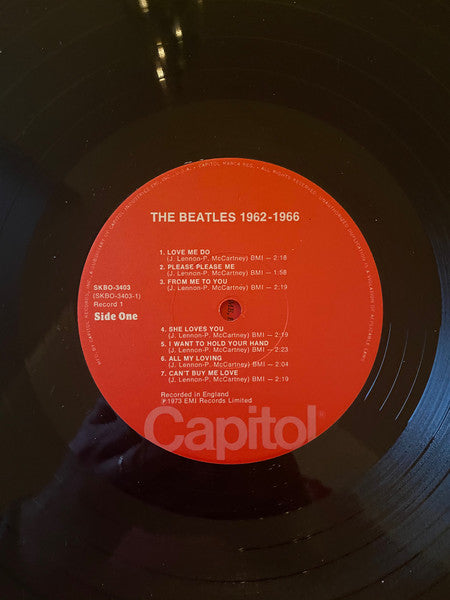 THE BEATLES 1962-1966
1. LOVE ME DO
(J. Lennon-P. McCartney) BMI — 2:18
2. PLEASE PLEASE ME
(J. Lennon-P. McCartney) BMI — 1:58
3. FROM ME TO YOU
(J. Lennon-P. McCartney) BMI — 2:19
SKBO-3403
(SKBO-3403-1)
Record 1
Side One
4. SHE LOVES YOU
(J. Lennon-P. McCartney) BMI — 2:19
5. I WANT TO HOLD YOUR HAND
(J. Lennon-P. McCartney) BMI — 2:23
6. ALL MY LOVING
(J. Lennon-P. McCartney) BMI — 2:04
7. CAN'T BUY ME LOVE
(J. Lennon-P. McCartney) BMI — 2:19
Recorded in England
℗1973 EMI Records Limited
Capitol®